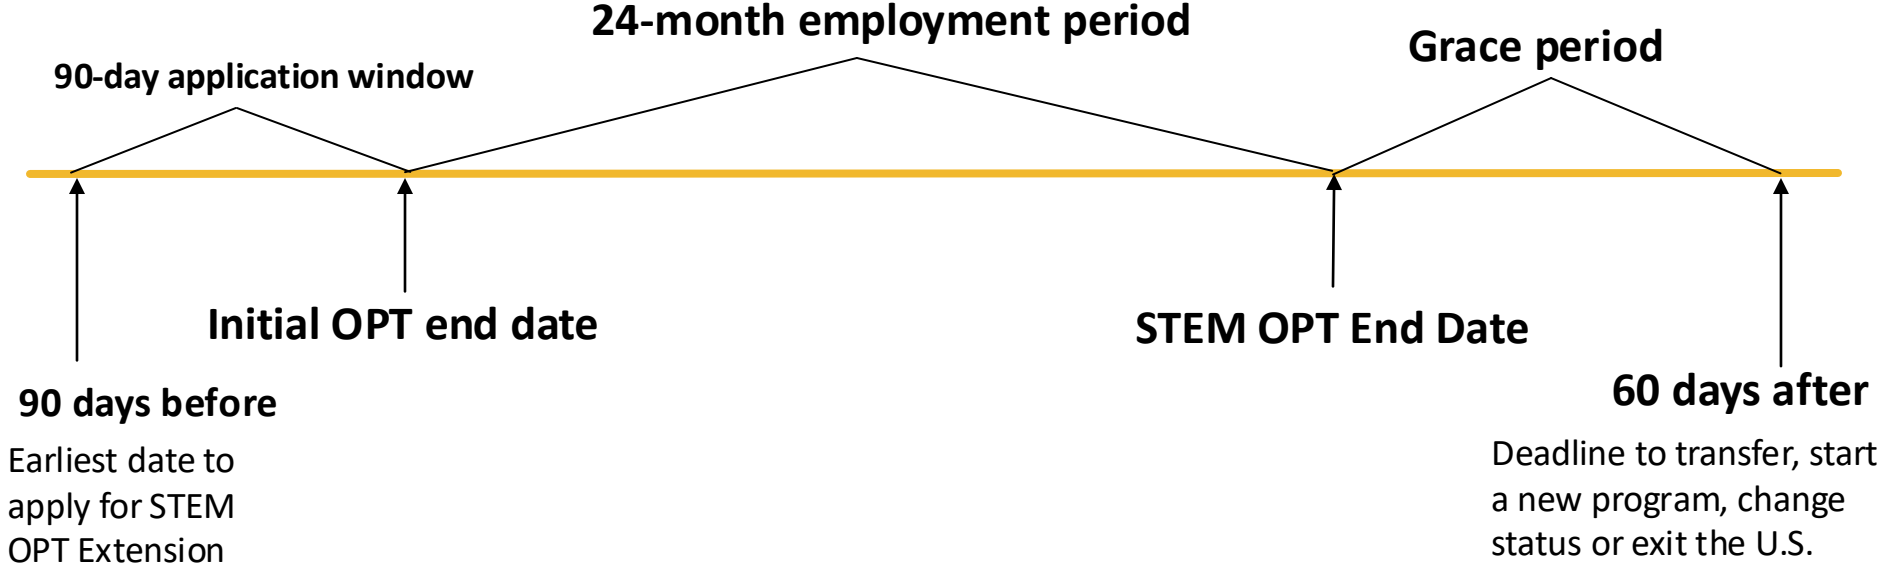 24-month employment period
Grace period
90-day application window
Initial OPT end date
STEM OPT End Date
90 days before
Earliest date to
apply for STEM
OPT Extension
60 days after
Deadline to transfer, start
a new program, change
status or exit the U.S.